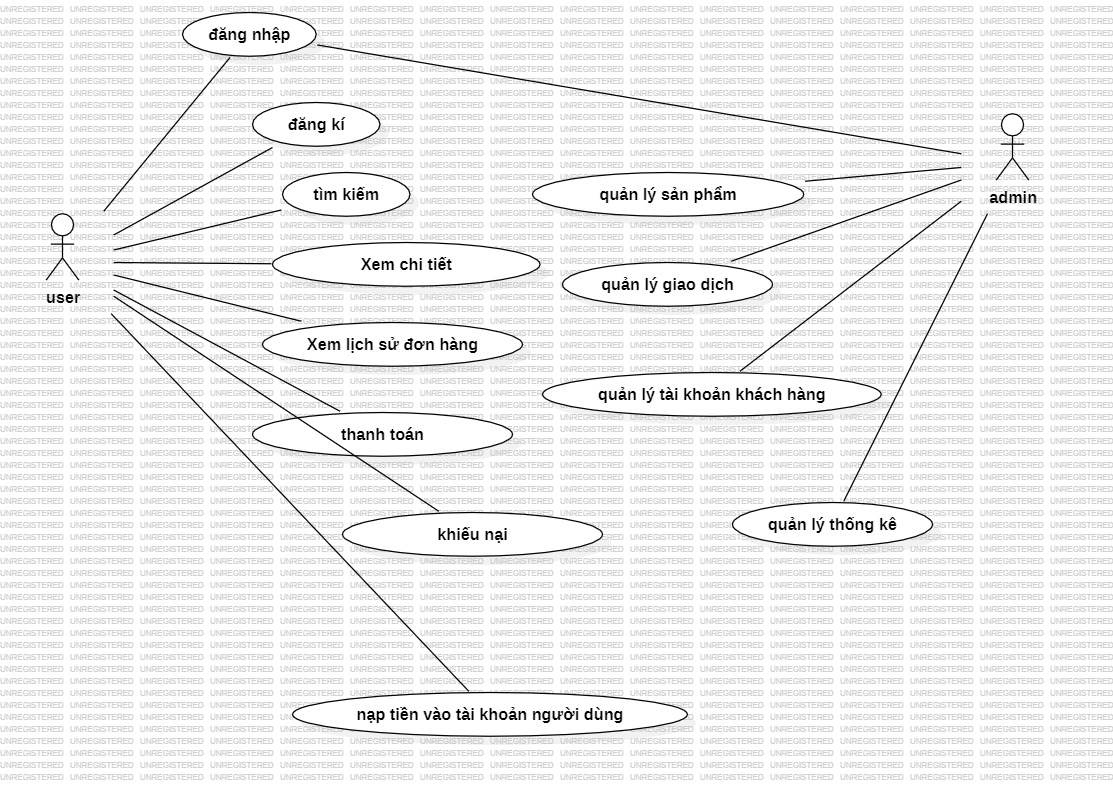 đăng nhập
đăng kí
tìm kiếm
quản lý sản phẩm
admin
Xem chi tiết
quản lý giao dịch
user
Xem lịch sử đơn hàng
quản lý tài khoản khách hàng
thanh toán
khiếu nại
quản lý thống kê
nạp tiền vào tài khoản người dùng
UNREGISTERED